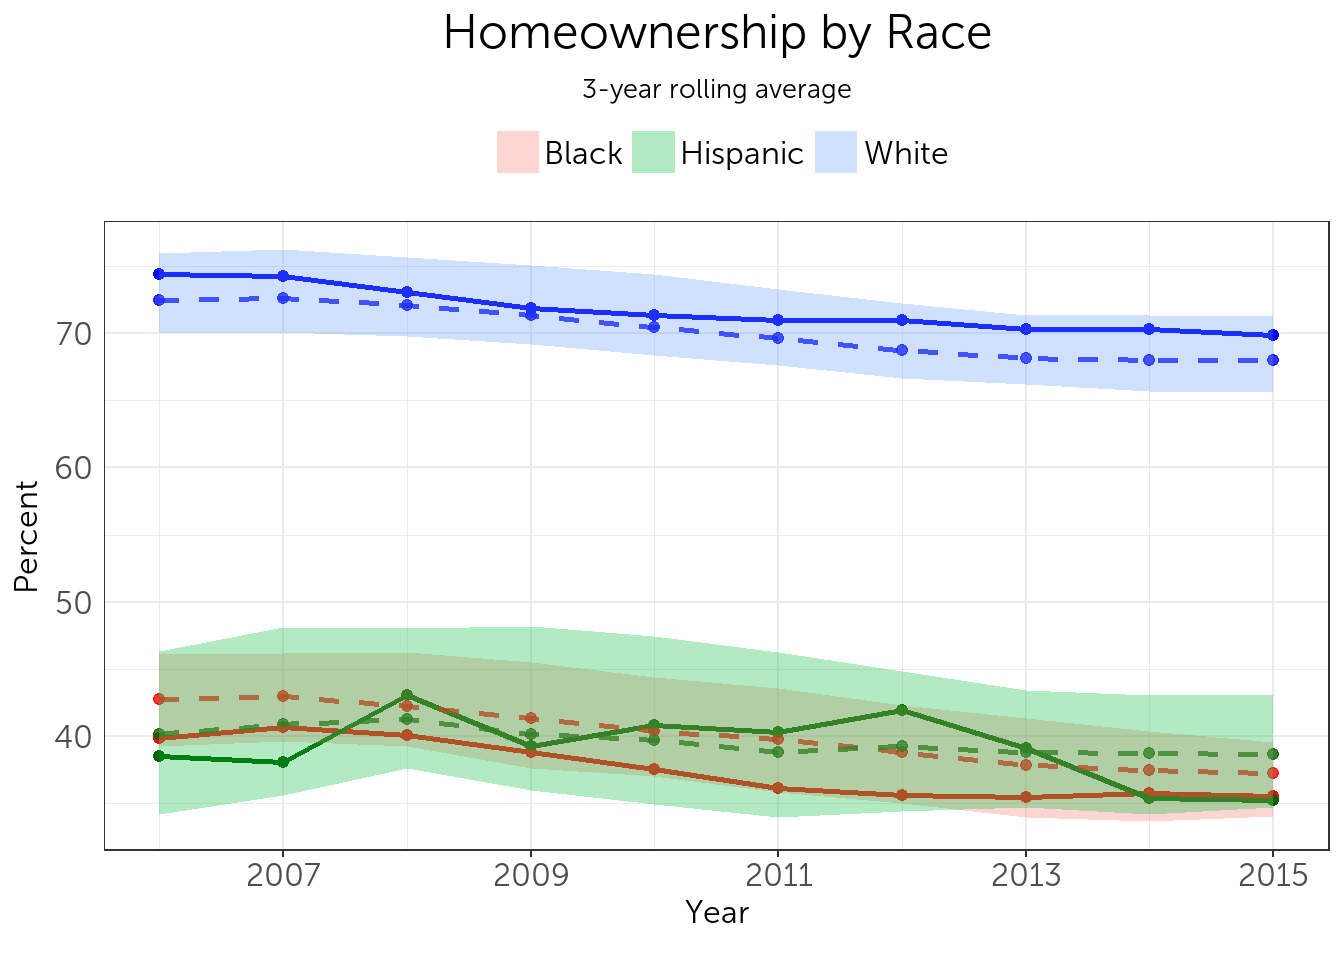 Homeownership by Race
3-year rolling average
Black Hispanic White
Percent
70
60
50
40
2007 2009 2011 2013 2015
Year